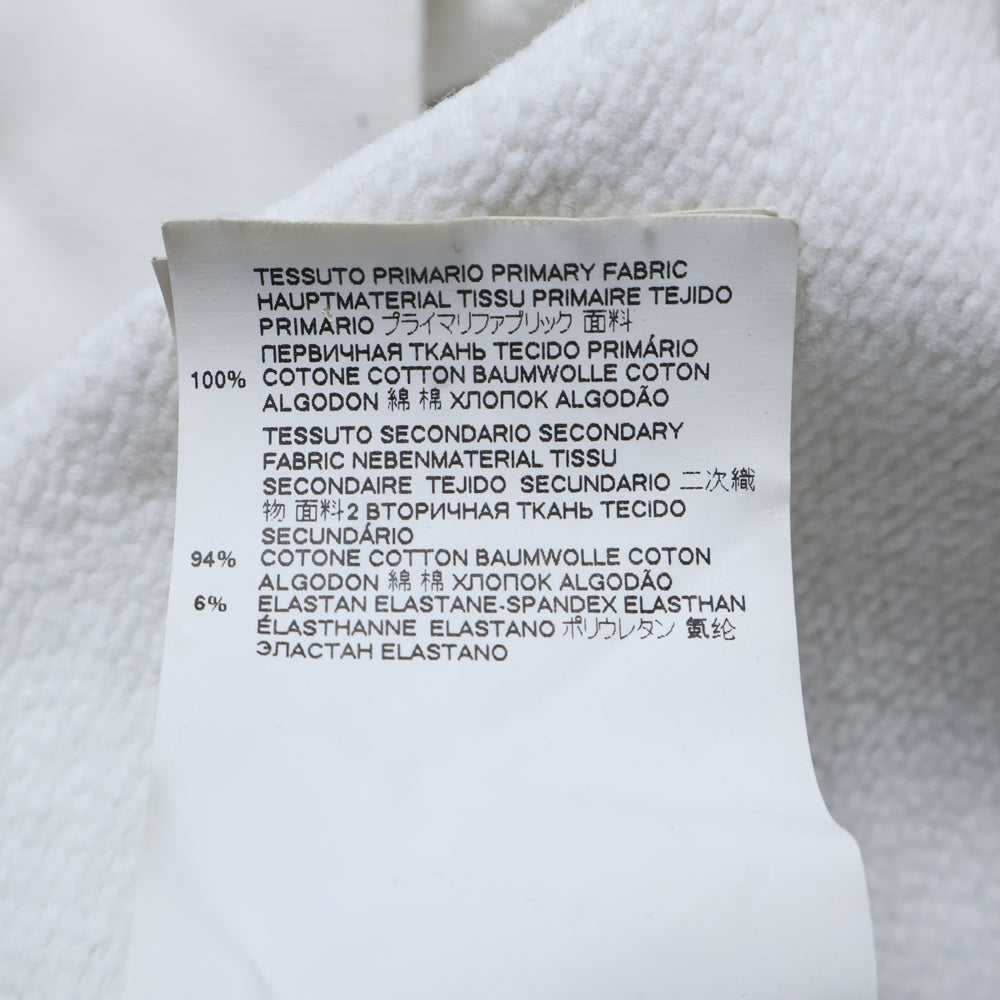 TESSUTO PRIMARIO PRIMARY FABRIC
HAUPTMATERIAL TISSU PRIMAIRE TEJIDO
PRIMARIO プライマリファブリック 面料
ПЕРВИЧНАЯ ТКАНЬ TECIDO PRIMÁRIO
100% COTONE COTTON BAUMWOLLE COTON
ALGODON 綿 棉 ХЛОПОК ALGODÃO
TESSUTO SECONDARIO SECONDARY
FABRIC NEBENMATERIAL TISSU
SECONDAIRE TEJIDO SECUNDARIO 二次織
物 面料2 ВТОРИЧНАЯ ТКАНЬ TECIDO
SECUNDÁRIO
94% COTONE COTTON BAUMWOLLE COTON
ALGODON 綿 棉 ХЛОПОК ALGODÃO
6% ELASTAN ELASTANE-SPANDEX ELASTHAN
ÉLASTHANNE ELASTANO ポリウレタン 氨纶
ЭЛАСТАН ELASTANO